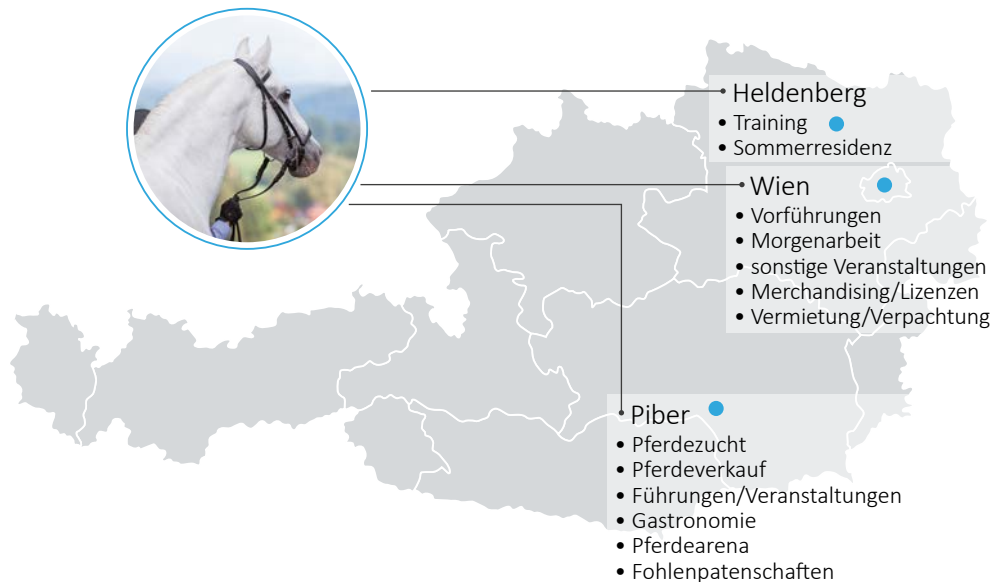 Heldenberg
• Training
• Sommerresidenz
Wien
• Vorführungen
• Morgenarbeit
• sonstige Veranstaltungen
• Merchandising/Lizenzen
• Vermietung/Verpachtung
Piber
• Pferdezucht
• Pferdeverkauf
• Führungen/Veranstaltungen
• Gastronomie
• Pferdearena
• Fohlenpatenschaften